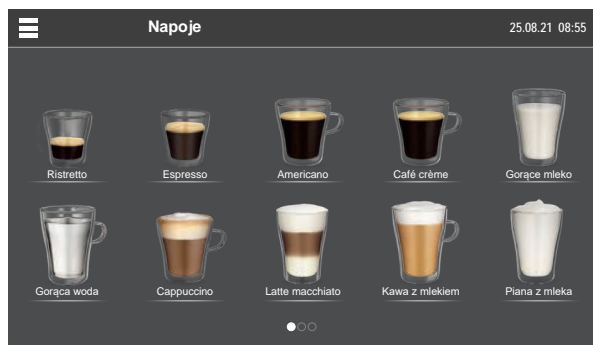 Napoje
25.08.21 08:55
Ristretto
Espresso
Americano
Café crème
Gorące mleko
Gorąca woda
Cappuccino
Latte macchiato
Kawa z mlekiem
Piana z mleka